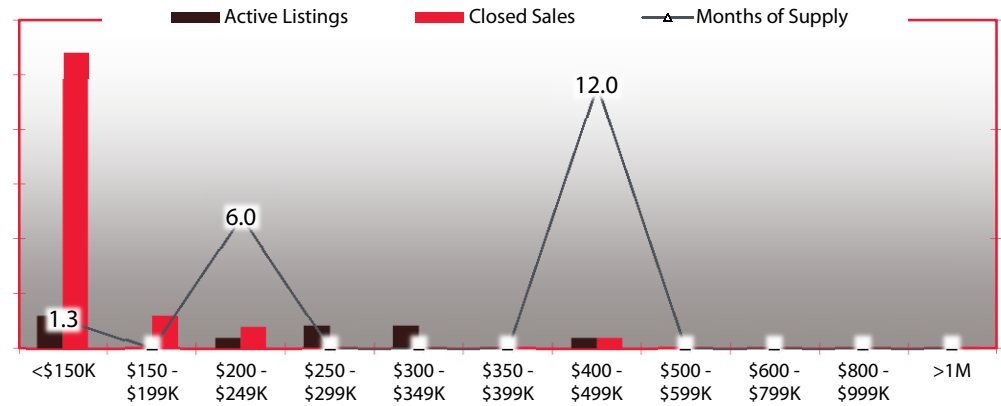 Active Listings Closed Sales Months of Supply
12.0
6.0
1.3
<$150K $150 - $200 - $250 - $300 - $350 - $400 - $500 - $600 - $800 - >1M
$199K $249K $299K $349K $399K $499K $599K $799K $999K